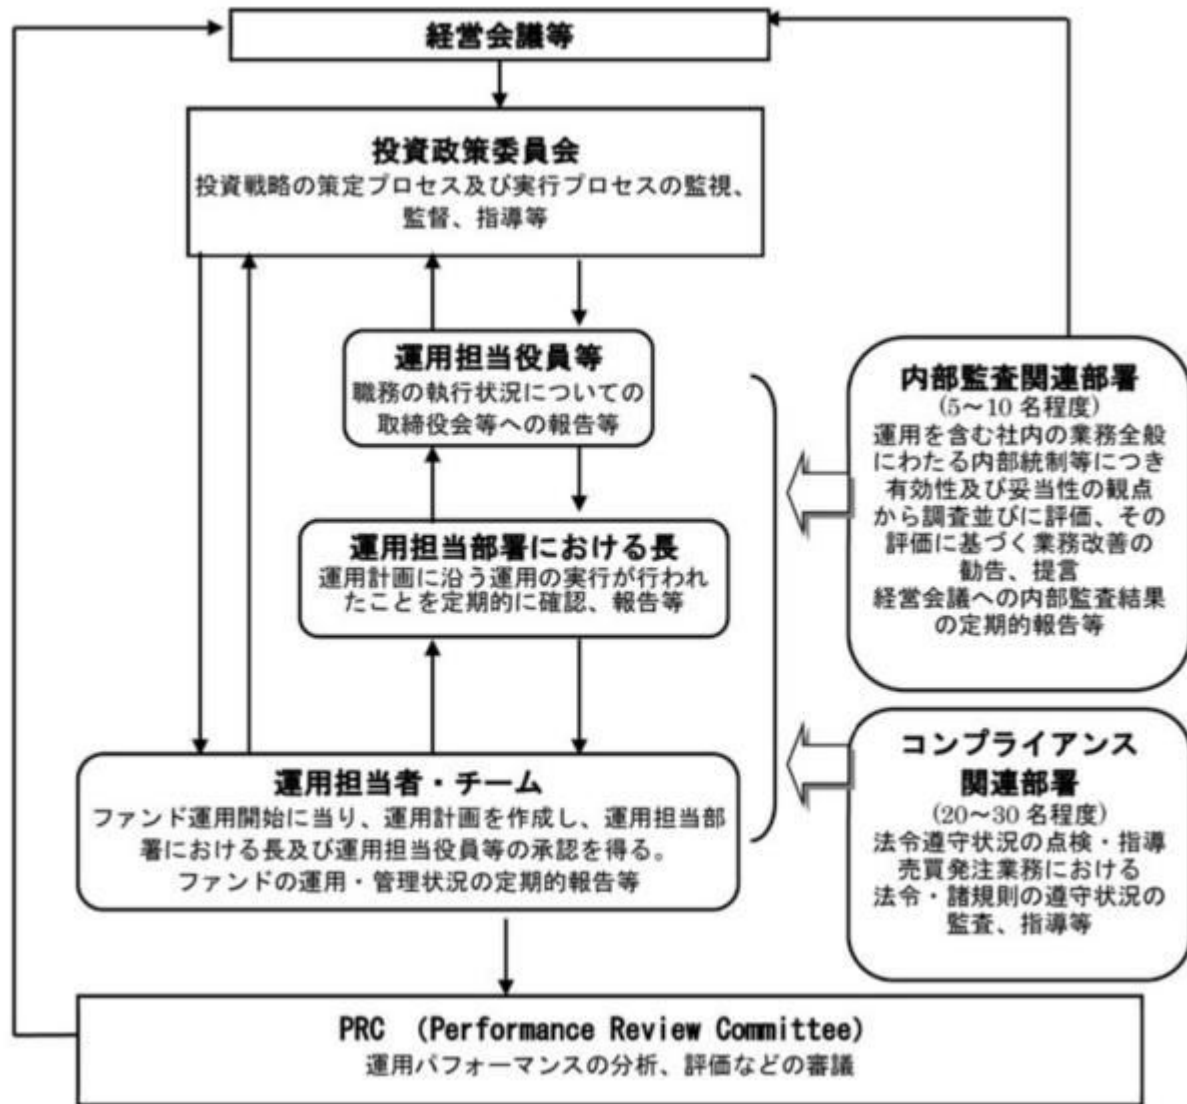 経営会議等
投資政策委員会
投資戦略の策定プロセス及び実行プロセスの監視、
監督、指導等
運用担当役員等
職務の執行状況についての
取締役会等への報告等
運用担当部署における長
運用計画に沿う運用の実行が行われ
たことを定期的に確認、報告等
運用担当者・チーム
ファンド運用開始に当り、運用計画を作成し、運用担当部
署における長及び運用担当役員等の承認を得る。
ファンドの運用・管理状況の定期的報告等
内部監査関連部署
(5～10 名程度)
運用を含む社内の業務全般
にわたる内部統制等につき
有効性及び妥当性の観点
から調査並びに評価、その
評価に基づく業務改善の
勧告、提言
経営会議への内部監査結果
の定期的報告等
コンプライアンス
関連部署
(20～30 名程度)
法令遵守状況の点検・指導
売買発注業務における
法令・諸規則の遵守状況の
監査、指導等
PRC (Performance Review Committee)
運用パフォーマンスの分析、評価などの審議